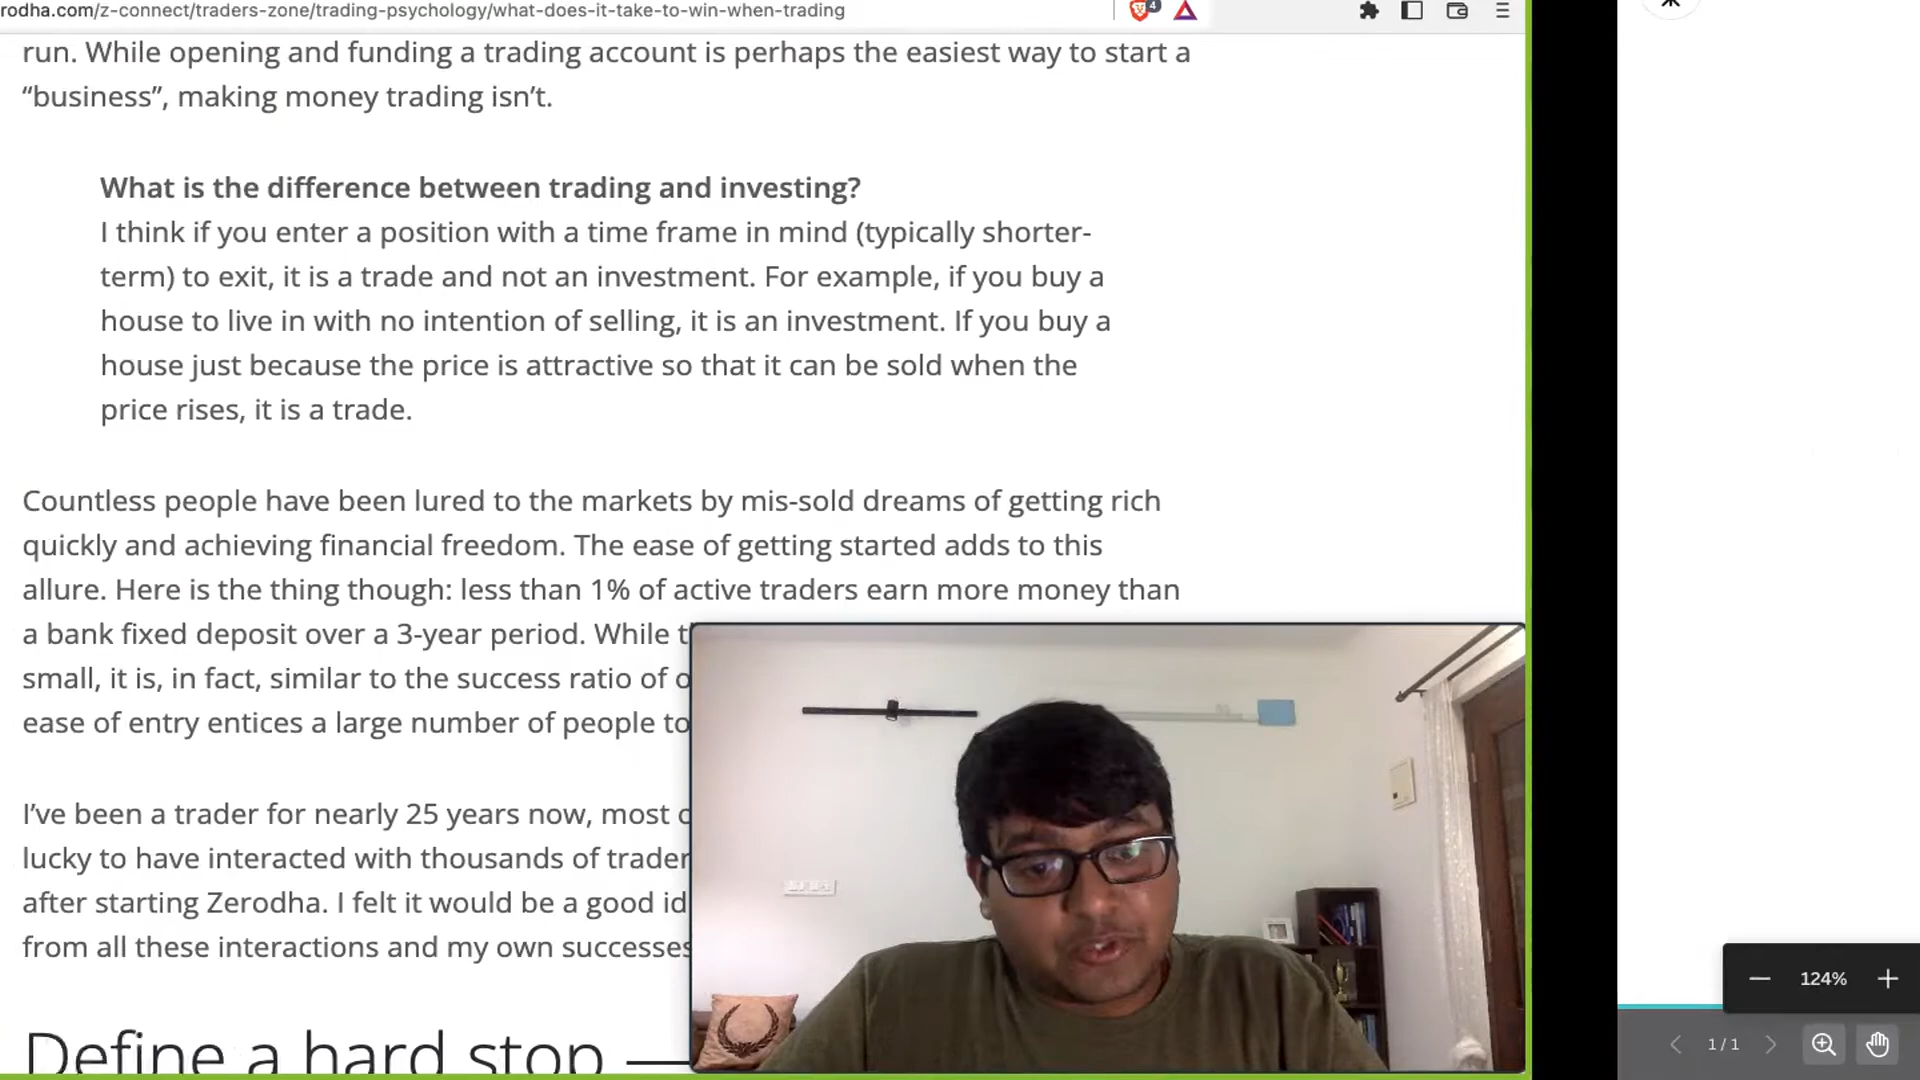 rodha.com/z-connect/traders-zone/trading-psychology/what-does-it-take-to-win-when-trading
4
run. While opening and funding a trading account is perhaps the easiest way to start a
“business”, making money trading isn’t.
What is the difference between trading and investing?
I think if you enter a position with a time frame in mind (typically shorter-
term) to exit, it is a trade and not an investment. For example, if you buy a
house to live in with no intention of selling, it is an investment. If you buy a
house just because the price is attractive so that it can be sold when the
price rises, it is a trade.
Countless people have been lured to the markets by mis-sold dreams of getting rich
quickly and achieving financial freedom. The ease of getting started adds to this
allure. Here is the thing though: less than 1% of active traders earn more money than
a bank fixed deposit over a 3-year period. While
small, it is, in fact, similar to the success ratio of
ease of entry entices a large number of people to
I’ve been a trader for nearly 25 years now, most
lucky to have interacted with thousands of
after starting Zerodha. I felt it would be a good
from all these interactions and my own successes
Define a hard stop —
124%
1 / 1